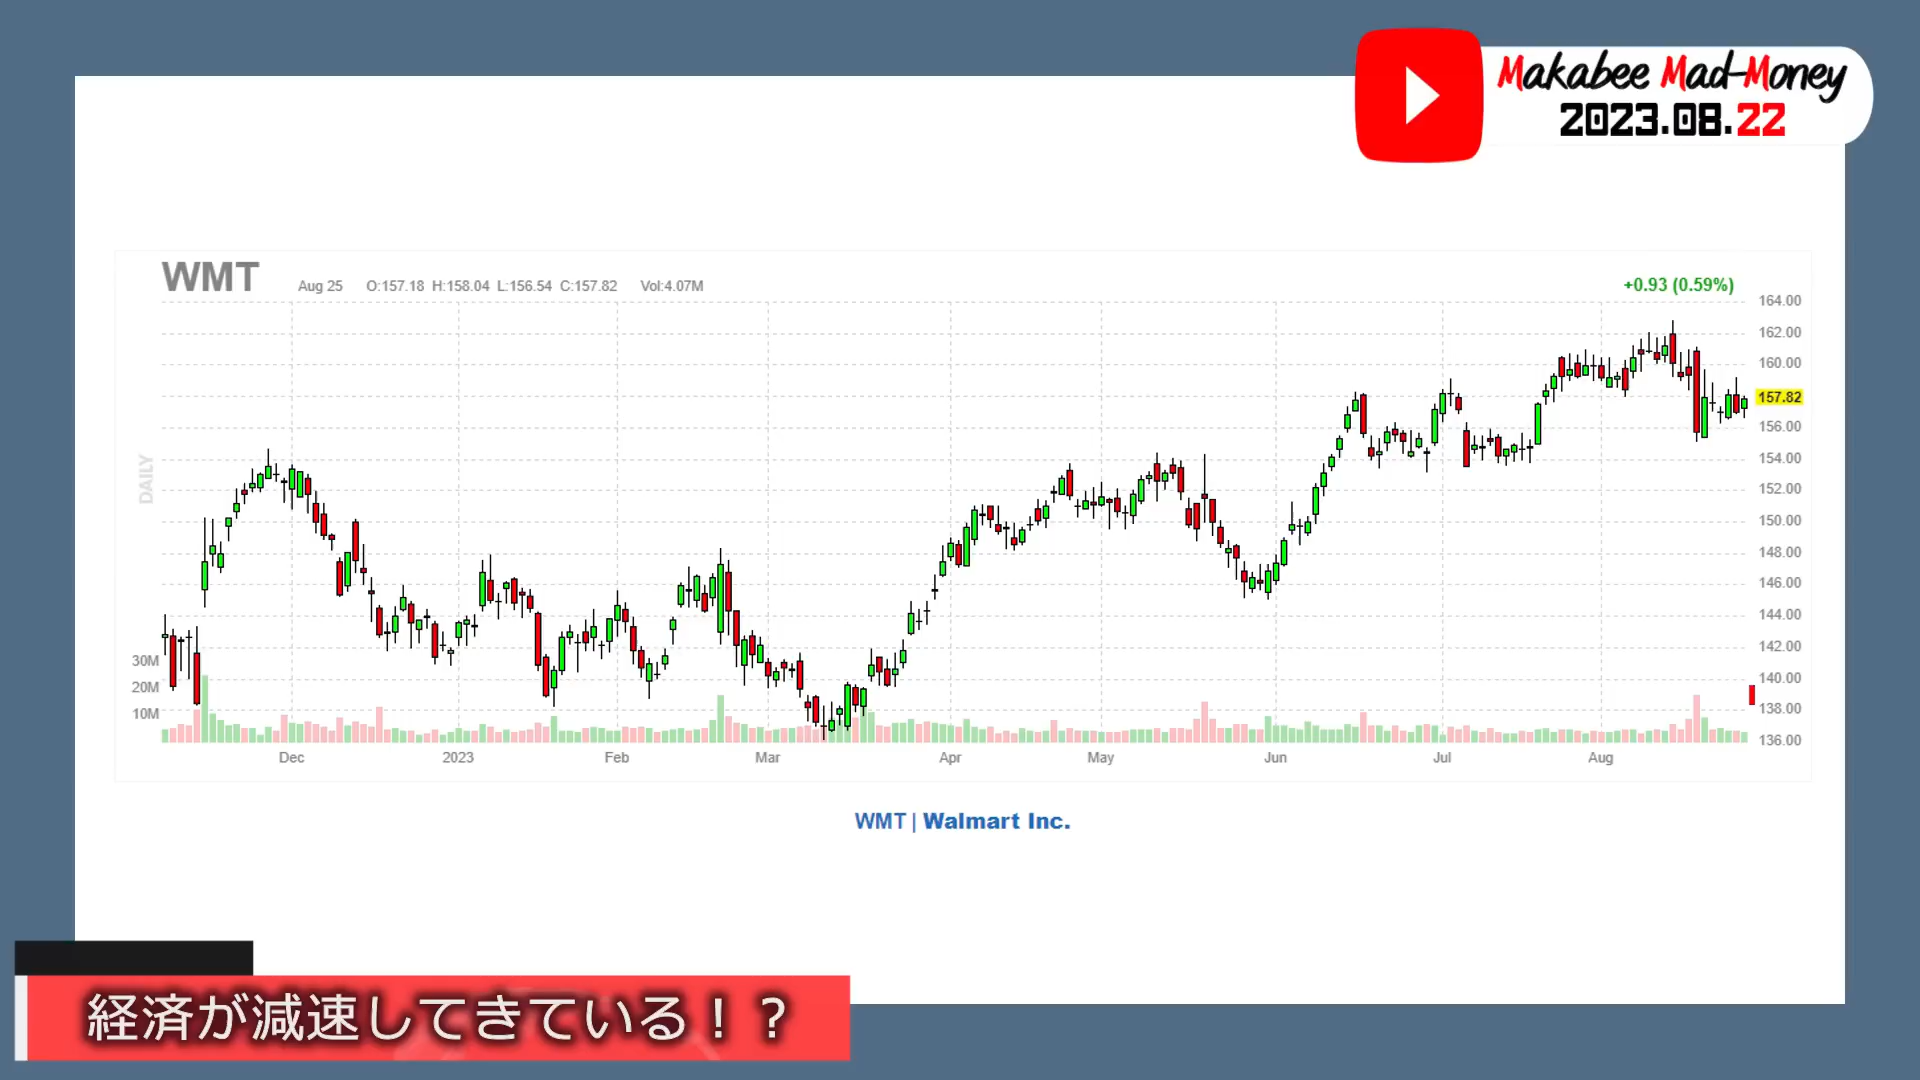 Makabee Mad-Money
2023.08.22
WMT Aug 25 O:157.18 H:158.04 L:156.54 C:157.82 Vol:4.07M +0.93 (0.59%)
164.00
162.00
160.00
157.82
156.00
154.00
DAILY
152.00
150.00
148.00
146.00
144.00
142.00
30M
140.00
20M
138.00
10M
136.00
Dec 2023 Feb Mar Apr May Jun Jul Aug
WMT | Walmart Inc.
経済が減速してきている！？